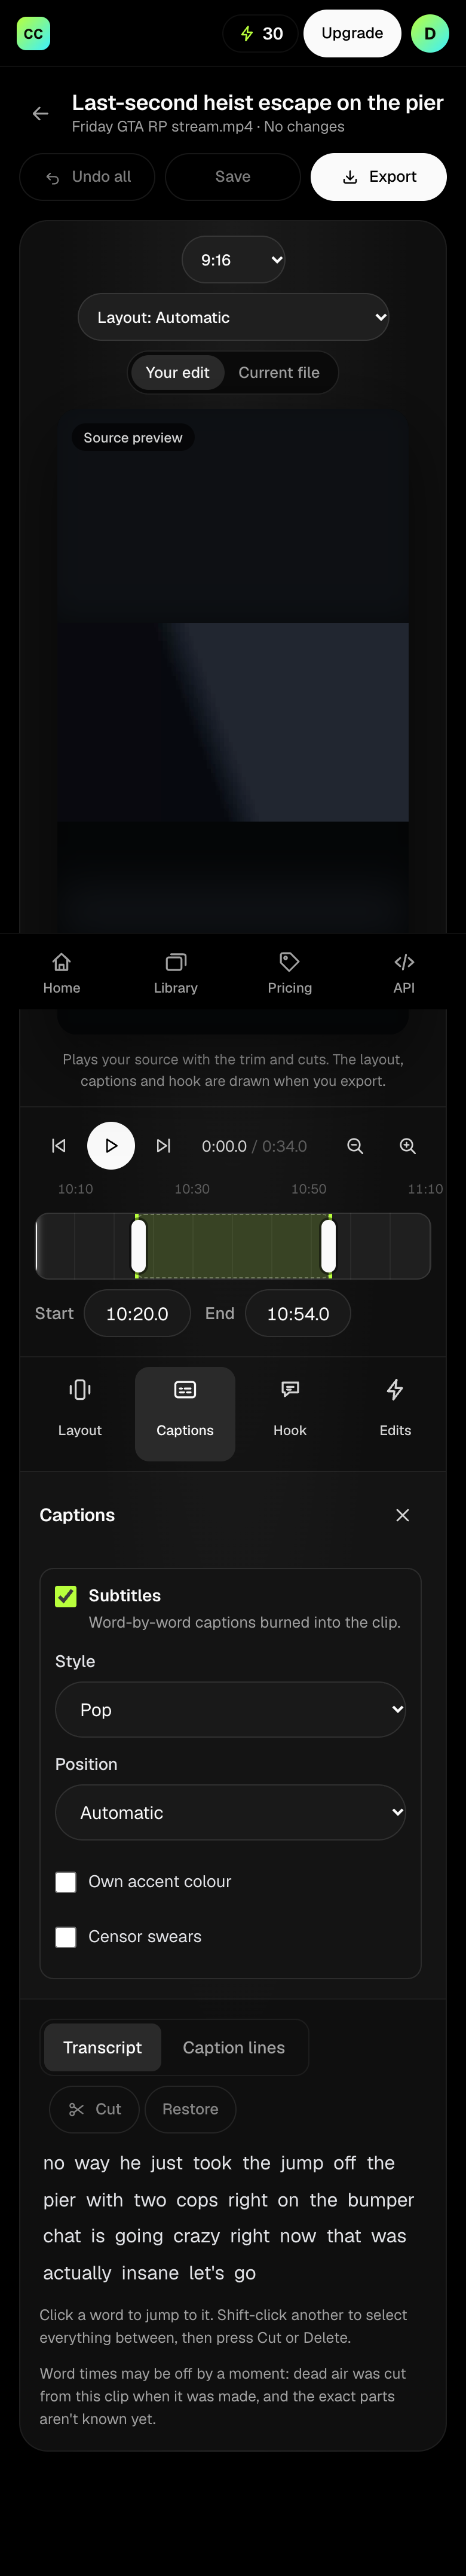 CC
30
Upgrade
D
Last-second heist escape on the pier
Friday GTA RP stream.mp4 · No changes
Undo all
Save
Export
9:16
Layout: Automatic
Your edit
Current file
Source preview
Home
Library
Pricing
API
Plays your source with the trim and cuts. The layout,
captions and hook are drawn when you export.
0:00.0 / 0:34.0
10:10
10:30
10:50
11:10
Start
10:20.0
End
10:54.0
Layout
Captions
Hook
Edits
Captions
Subtitles
Word-by-word captions burned into the clip.
Style
Pop
Position
Automatic
Own accent colour
Censor swears
Transcript
Caption lines
Cut
Restore
no way he just took the jump off the
pier with two cops right on the bumper
chat is going crazy right now that was
actually insane let's go
Click a word to jump to it. Shift-click another to select
everything between, then press Cut or Delete.
Word times may be off by a moment: dead air was cut
from this clip when it was made, and the exact parts
aren't known yet.